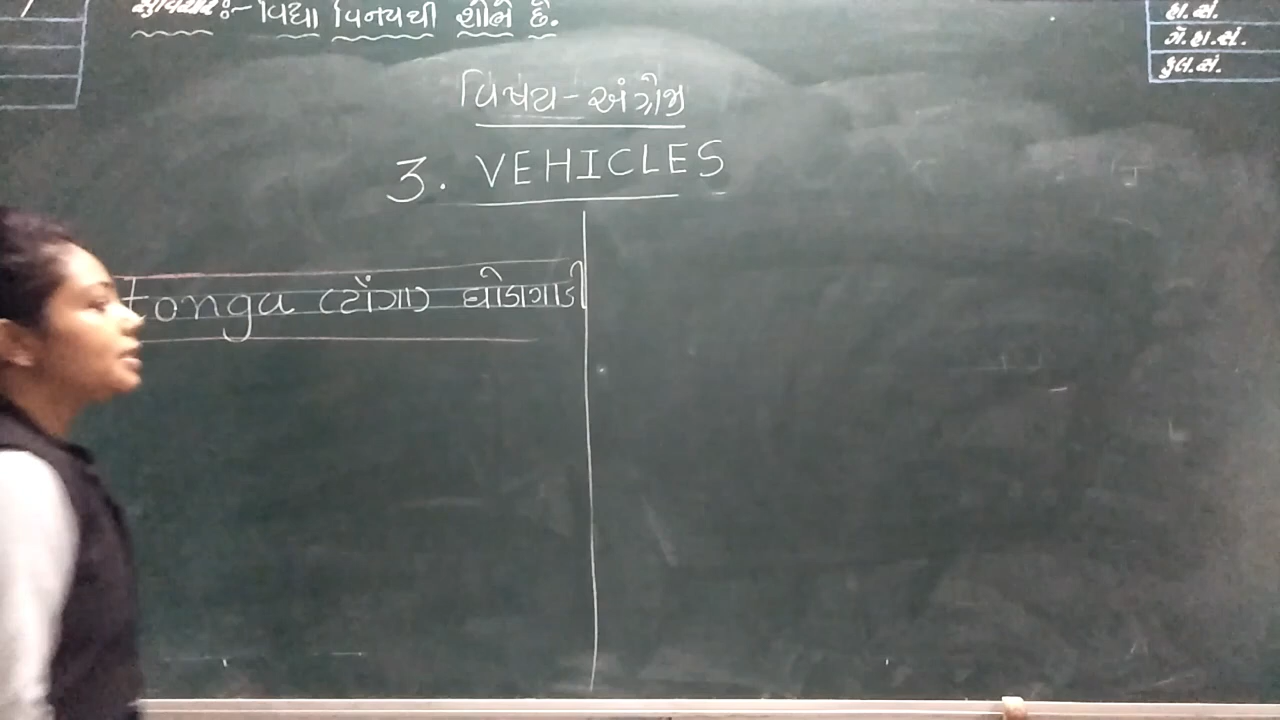 સુવિચાર :- વિદ્યા વિનયથી શોભે છે.
હા.સં.
ગે.હા.સં.
કુલ.સં.
વિષય - અંગ્રેજી
3. VEHICLES
tonga (ટોંગા) ઘોડાગાડી